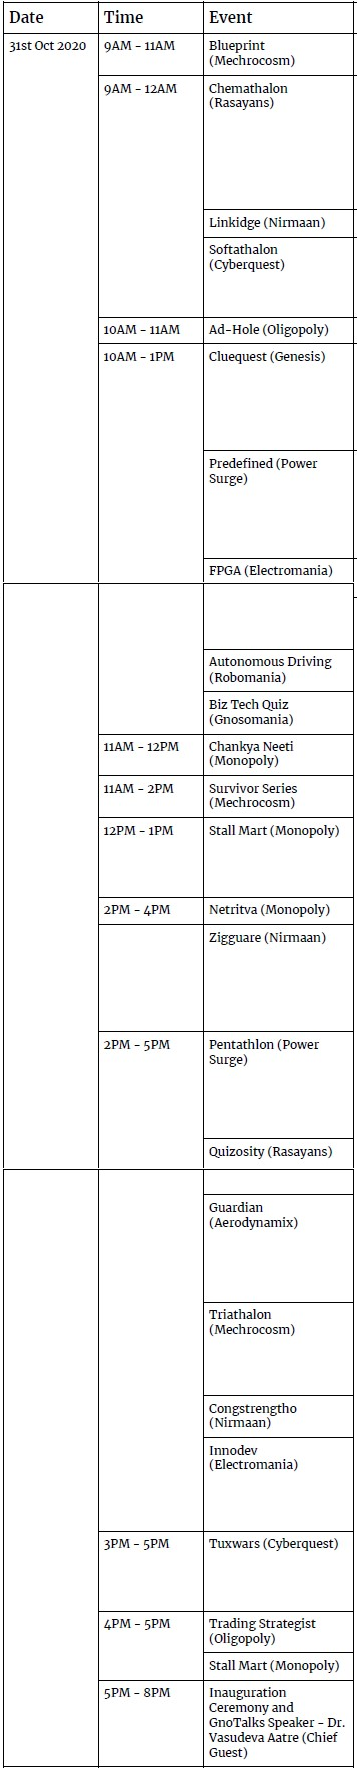 Date Time Event
31st Oct 2020 9AM - 11AM Blueprint
(Mechrocosm)
9AM - 12AM Chemathalon
(Rasayans)
Linkidge (Nirmaan)
Softathalon
(Cyberquest)
10AM - 11AM Ad-Hole (Oligopoly)
10AM - 1PM Cluequest (Genesis)
Predefined (Power
Surge)
FPGA (Electromania)
Autonomous Driving
(Robomania)
Biz Tech Quiz
(Gnosomania)
11AM - 12PM Chankya Neeti
(Monopoly)
11AM - 2PM Survivor Series
(Mechrocosm)
12PM - 1PM Stall Mart (Monopoly)
2PM - 4PM Netritva (Monopoly)
Zigguare (Nirmaan)
2PM - 5PM Pentathlon (Power
Surge)
Quizosity (Rasayans)
Guardian
(Aerodynamix)
Triathalon
(Mechrocosm)
Congstrengtho
(Nirmaan)
Innodev
(Electromania)
3PM - 5PM Tuxwars (Cyberquest)
4PM - 5PM Trading Strategist
(Oligopoly)
Stall Mart (Monopoly)
5PM - 8PM Inauguration
Ceremony and
GnoTalks Speaker - Dr.
Vasudeva Aatre (Chief
Guest)